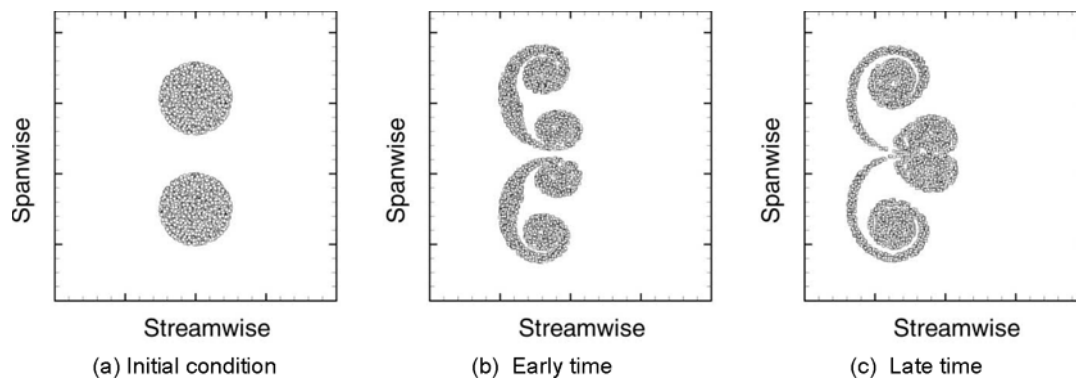 Spanwise
Streamwise
(a) Initial condition
Spanwise
Streamwise
(b) Early time
Spanwise
Streamwise
(c) Late time